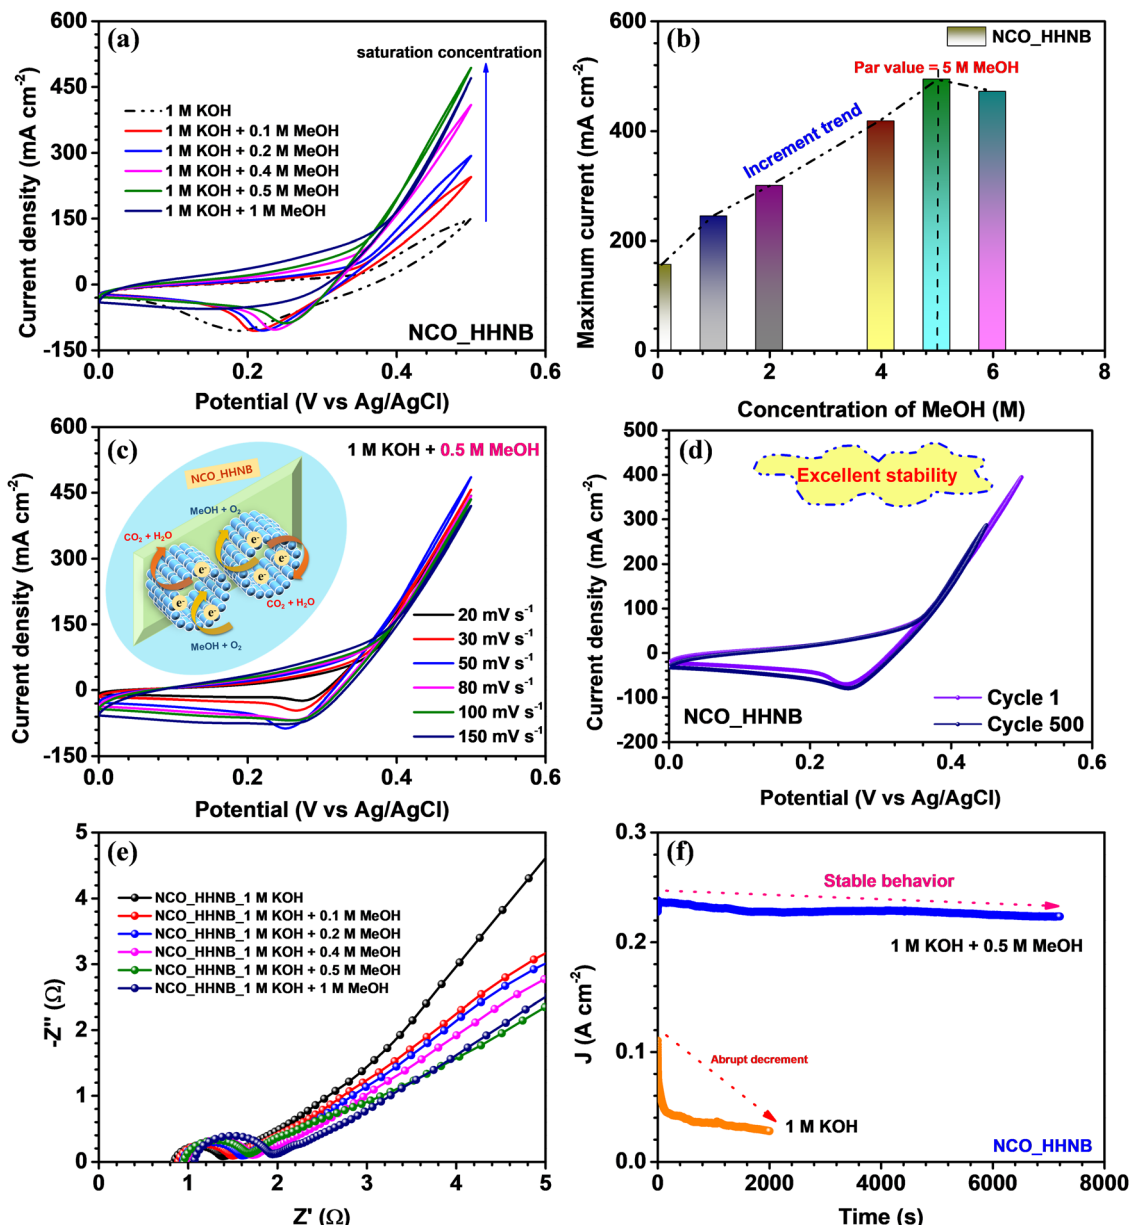 (a)
saturation concentration
1 M KOH
1 M KOH + 0.1 M MeOH
1 M KOH + 0.2 M MeOH
1 M KOH + 0.4 M MeOH
1 M KOH + 0.5 M MeOH
1 M KOH + 1 M MeOH
NCO_HHNB
600
450
300
150
0
-150
0.0
0.2
0.4
0.6
Current density (mA cm-2)
Potential (V vs Ag/AgCl)
(b)
NCO_HHNB
Par value = 5 M MeOH
Increment trend
600
400
200
0
0
2
4
6
8
Maximum current (mA cm-2)
Concentration of MeOH (M)
(c)
1 M KOH + 0.5 M MeOH
NCO_HHNB
MeOH + O2
CO2 + H2O
e-
e-
e-
e-
CO2 + H2O
MeOH + O2
20 mV s-1
30 mV s-1
50 mV s-1
80 mV s-1
100 mV s-1
150 mV s-1
600
450
300
150
0
-150
0.0
0.2
0.4
0.6
Current density (mA cm-2)
Potential (V vs Ag/AgCl)
(d)
Excellent stability
NCO_HHNB
Cycle 1
Cycle 500
500
400
300
200
100
0
-100
-200
0.0
0.2
0.4
0.6
Current density (mA cm-2)
Potential (V vs Ag/AgCl)
(e)
NCO_HHNB_1 M KOH
NCO_HHNB_1 M KOH + 0.1 M MeOH
NCO_HHNB_1 M KOH + 0.2 M MeOH
NCO_HHNB_1 M KOH + 0.4 M MeOH
NCO_HHNB_1 M KOH + 0.5 M MeOH
NCO_HHNB_1 M KOH + 1 M MeOH
5
4
3
2
1
0
0
1
2
3
4
5
-Z'' (Ω)
Z' (Ω)
(f)
Stable behavior
1 M KOH + 0.5 M MeOH
Abrupt decrement
1 M KOH
NCO_HHNB
0.3
0.2
0.1
0.0
0
2000
4000
6000
8000
J (A cm-2)
Time (s)